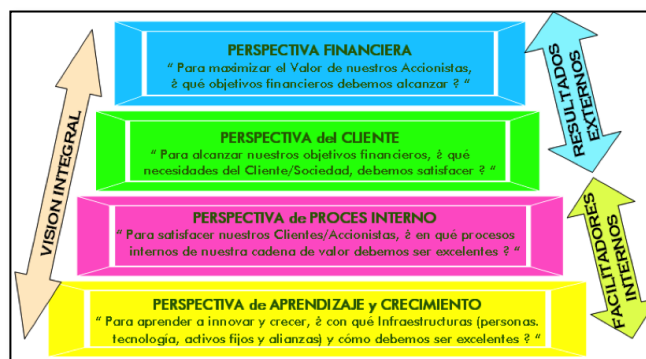 PERSPECTIVA FINANCIERA
“ Para maximizar el Valor de nuestros Accionistas,
¿ qué objetivos financieros debemos alcanzar ? “
PERSPECTIVA del CLIENTE
“ Para alcanzar nuestros objetivos financieros, ¿ qué
necesidades del Cliente/Sociedad, debemos satisfacer ? “
PERSPECTIVA de PROCES INTERNO
“ Para satisfacer nuestros Clientes/Accionistas, ¿ en qué procesos
internos de nuestra cadena de valor debemos ser excelentes ? “
PERSPECTIVA de APRENDIZAJE y CRECIMIENTO
“ Para aprender a innovar y crecer, ¿ con qué Infraestructuras (personas.
tecnología, activos fijos y alianzas) y cómo debemos ser excelentes ? “
VISION INTEGRAL
RESULTADOS
EXTERNOS
FACILITADORES
INTERNOS